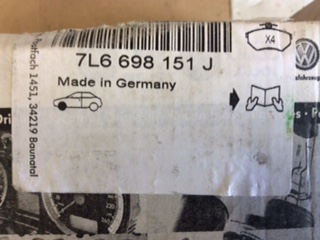 X4
7L6 698 151 J
Made in Germany
Postfach 1451, 34219 Baunatal